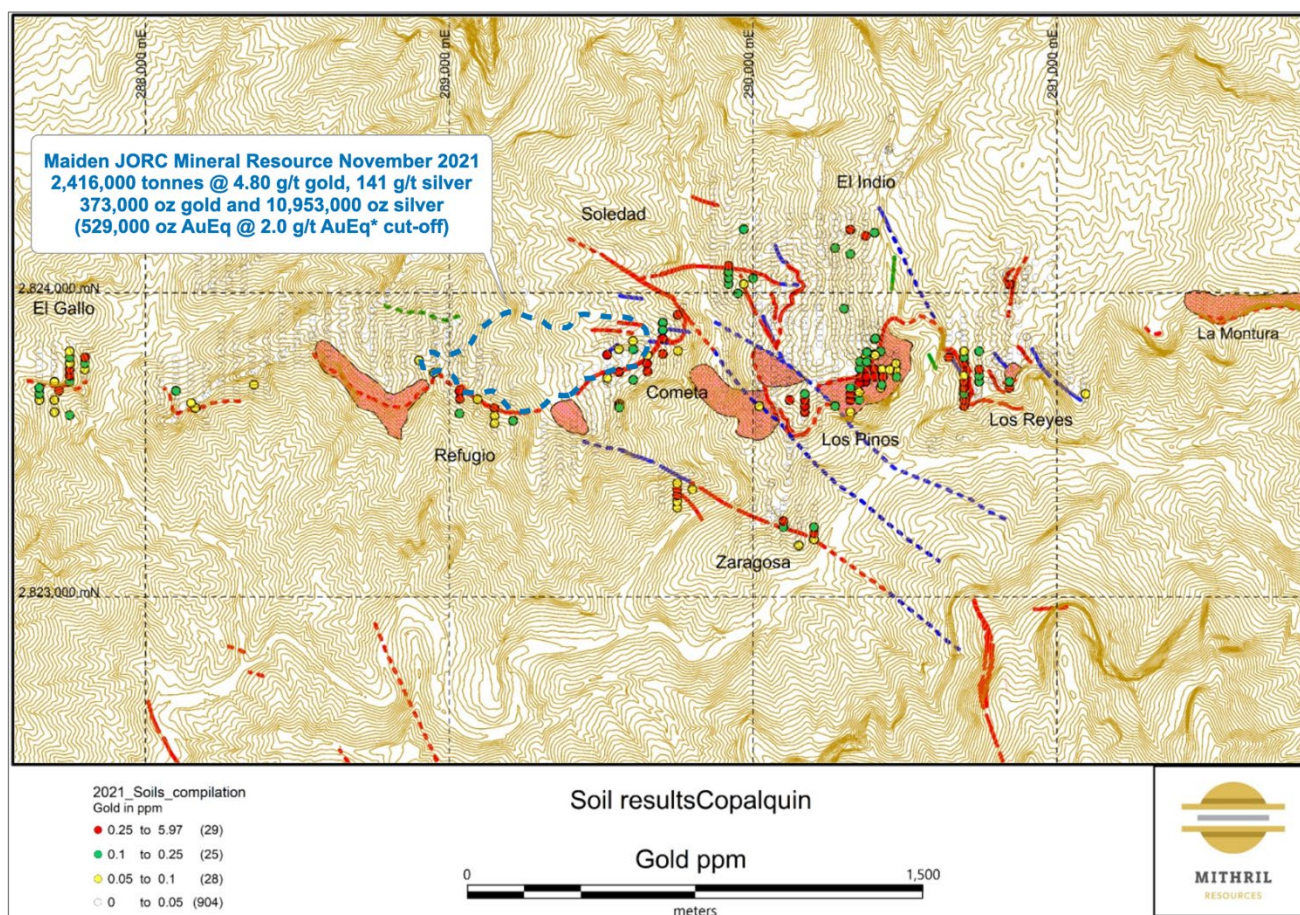 288,000 mE
289,000 mE
290,000 mE
291,000 mE
Maiden JORC Mineral Resource November 2021
2,416,000 tonnes @ 4.80 g/t gold, 141 g/t silver
373,000 oz gold and 10,953,000 oz silver
(529,000 oz AuEq @ 2.0 g/t AuEq* cut-off)
El Indio
Soledad
2,824,000 mN
El Gallo
La Montura
Cometa
Los Reyes
Los Pinos
Refugio
Zaragosa
2,823,000 mN
2021_Soils_compilation
Gold in ppm
0.25 to 5.97 (29)
0.1 to 0.25 (25)
0.05 to 0.1 (28)
0 to 0.05 (904)
Soil resultsCopalquin
Gold ppm
0 1,500
meters
MITHRIL
RESOURCES